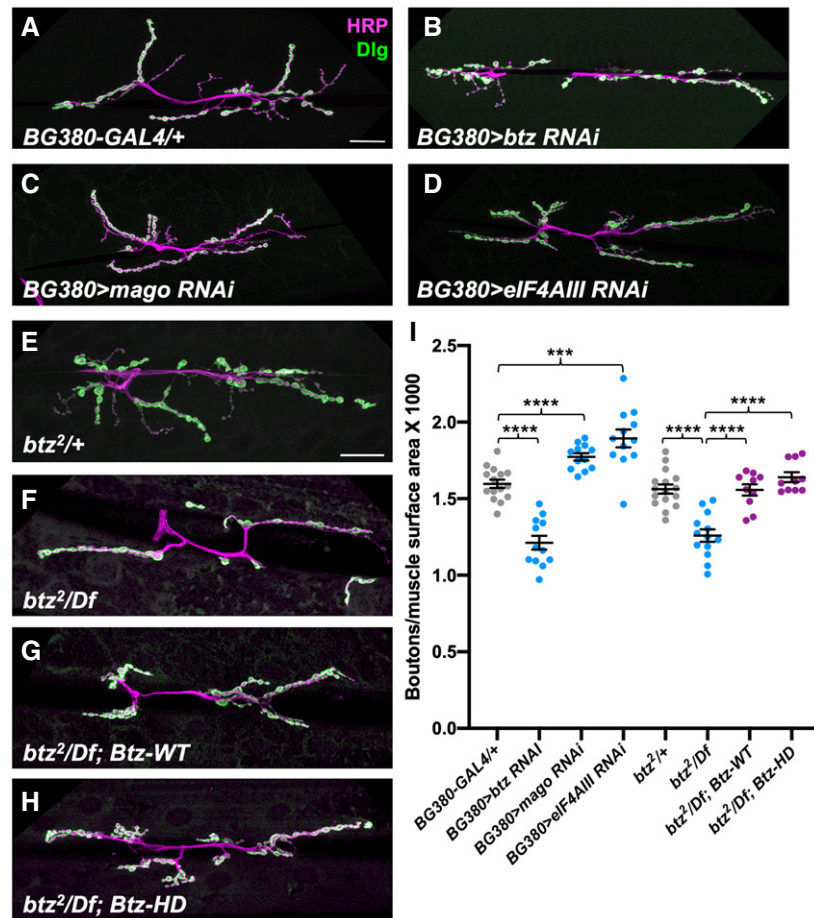 A
HRP
Dlg
BG380-GAL4/+
B
BG380>btz RNAi
C
BG380>mago RNAi
D
BG380>eIF4AIII RNAi
E
btz²/+
F
btz²/Df
G
btz²/Df; Btz-WT
H
btz²/Df; Btz-HD
I
Boutons/muscle surface area X 1000
2.5
2.0
1.5
1.0
0.5
0.0
***
****
****
****
****
****
BG380-GAL4/+
BG380>btz RNAI
BG380>mago RNAi
BG380>eIF4AIII RNAi
btz²/+
btz²/Df
btz²/Df; Btz-WT
btz²/Df; Btz-HD